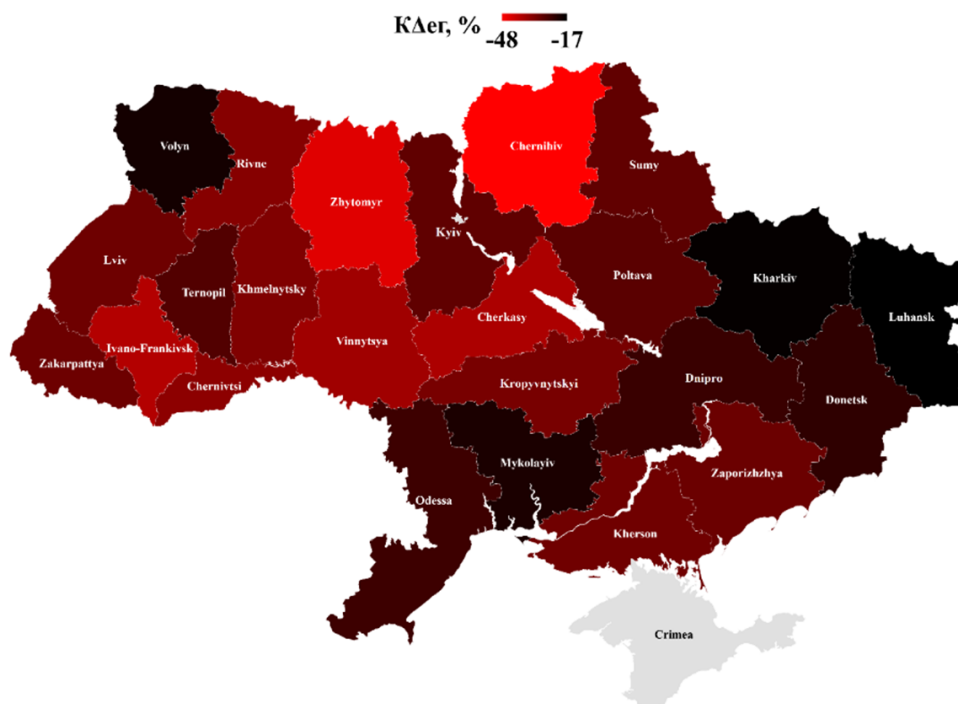 КΔег, %
-48 -17
Chernihiv
Volyn
Rivne
Sumy
Zhytomyr
Kyiv
Lviv
Poltava
Kharkiv
Ternopil
Khmelnytsky
Cherkasy
Luhansk
Vinnytsya
Ivano-Frankivsk
Zakarpattya
Dnipro
Kropyvnytskyi
Chernivtsi
Donetsk
Mykolayiv
Zaporizhzhya
Odessa
Kherson
Crimea